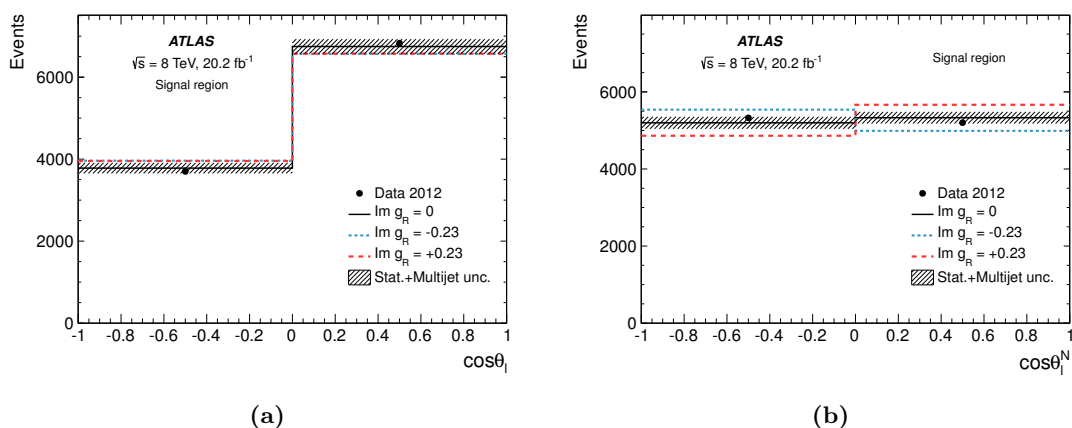 Events
ATLAS
√s = 8 TeV, 20.2 fb⁻¹
Signal region
6000
4000
2000
0
Data 2012
Im g_R = 0
Im g_R = -0.23
Im g_R = +0.23
Stat.+Multijet unc.
-1 -0.8 -0.6 -0.4 -0.2 0 0.2 0.4 0.6 0.8 1
cosθ_l
(a)
Events
ATLAS
√s = 8 TeV, 20.2 fb⁻¹
Signal region
6000
4000
2000
0
Data 2012
Im g_R = 0
Im g_R = -0.23
Im g_R = +0.23
Stat.+Multijet unc.
-1 -0.8 -0.6 -0.4 -0.2 0 0.2 0.4 0.6 0.8 1
cosθ_l^N
(b)